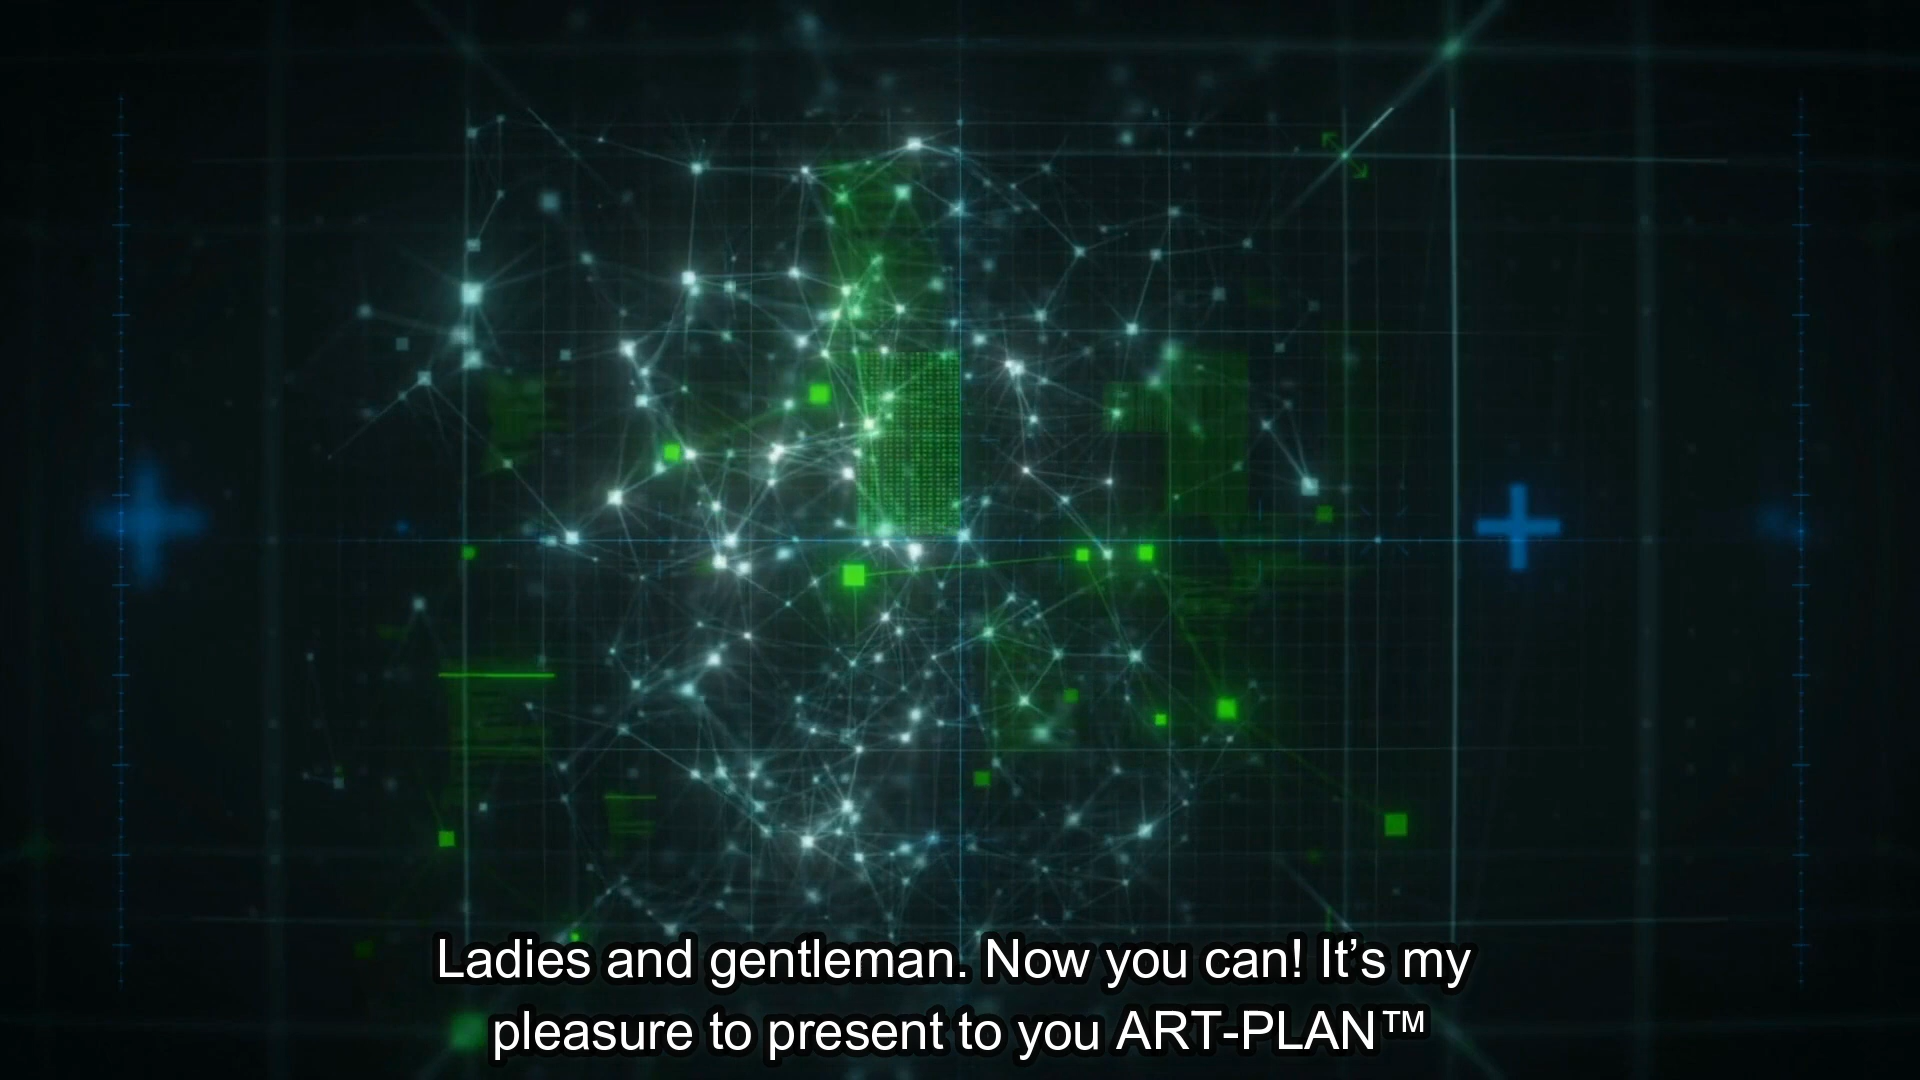 Ladies and gentleman. Now you can! It’s my
pleasure to present to you ART-PLAN™